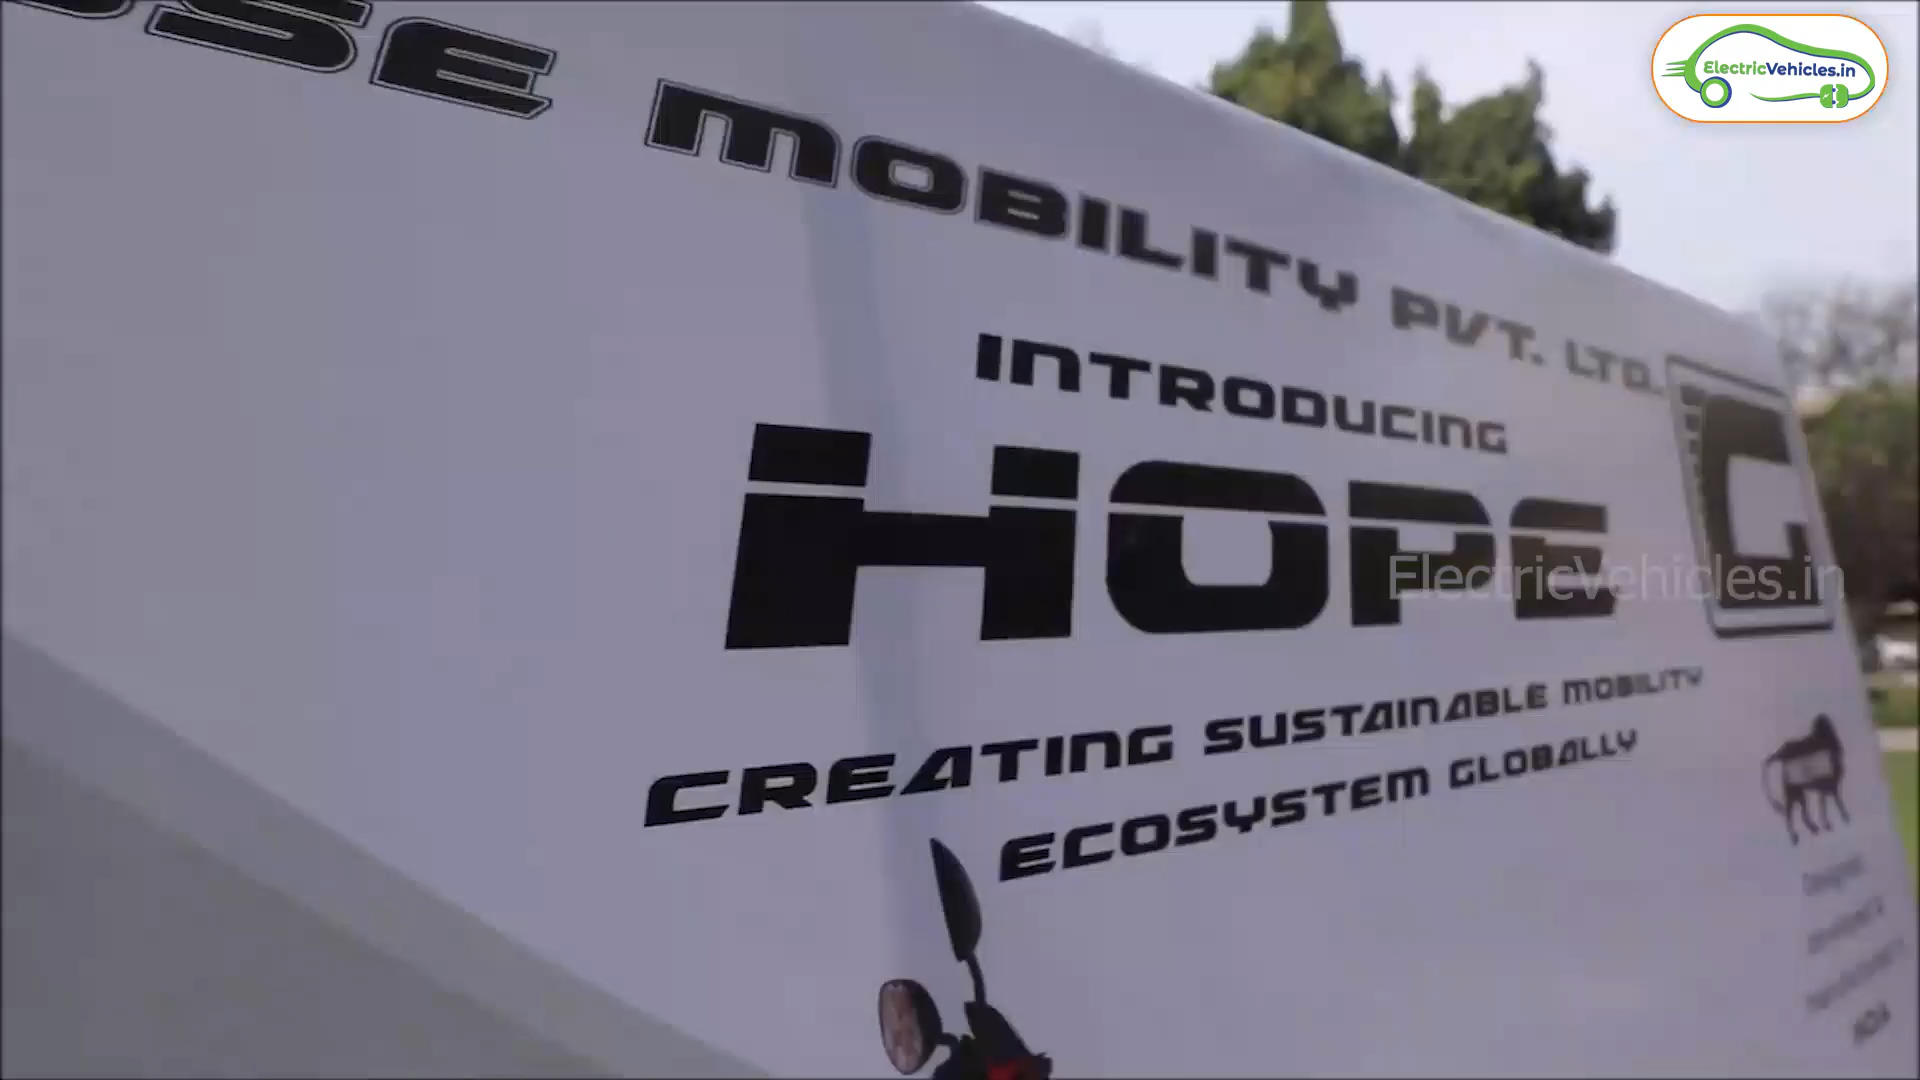 ElectricVehicles.in
MOBILITY PVT. LTD.
INTRODUCING
HOPE
ElectricVehicles.in
CREATING SUSTAINABLE MOBILITY
ECOSYSTEM GLOBALLY